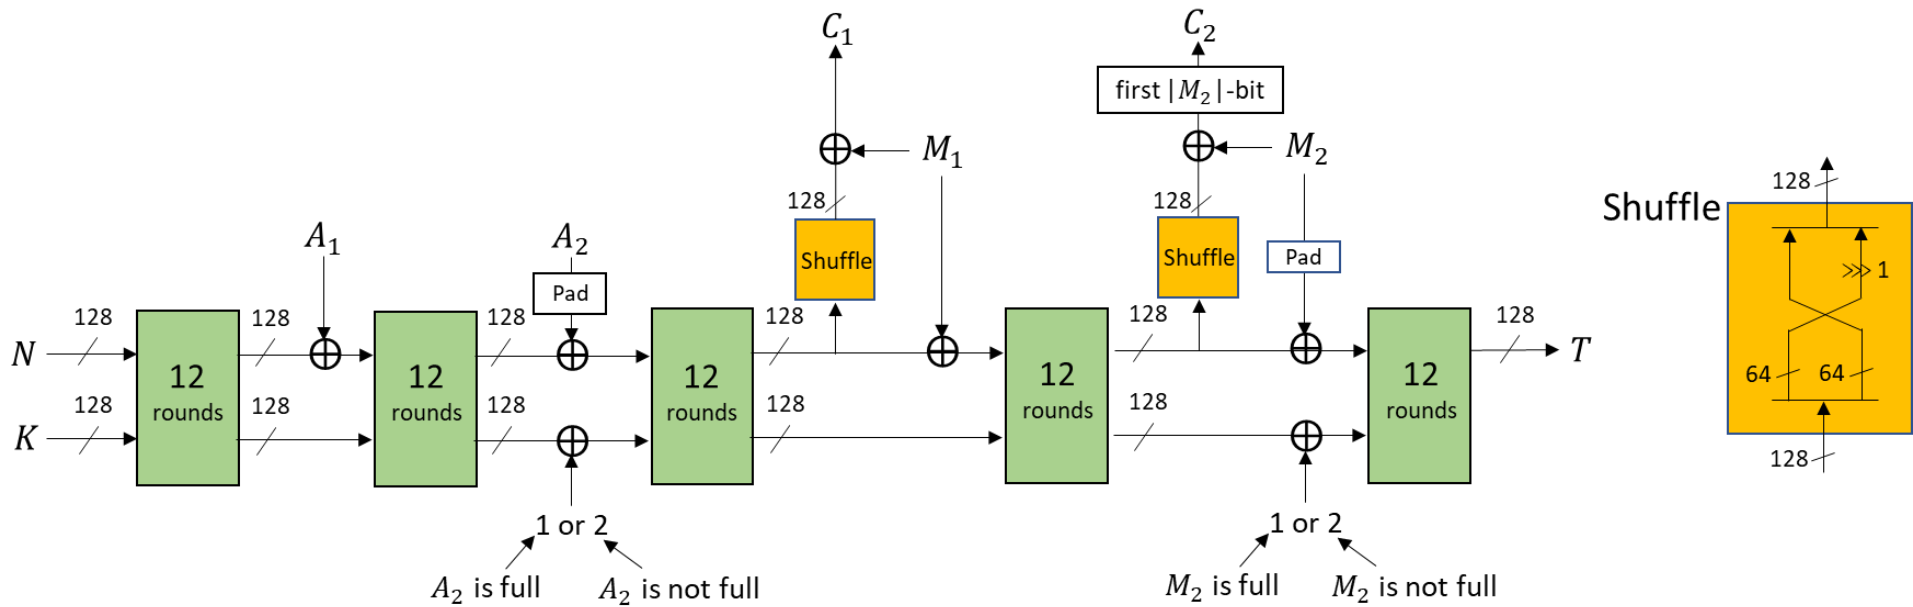 C₁
C₂
first |M₂|-bit
M₁
M₂
128
128
128
Shuffle
A₁
A₂
Shuffle
Shuffle
Pad
Pad
>>> 1
N
128
12
rounds
128
12
rounds
128
12
rounds
128
12
rounds
128
12
rounds
128
T
64
64
K
128
128
128
128
128
128
1 or 2
1 or 2
A₂ is full
A₂ is not full
M₂ is full
M₂ is not full